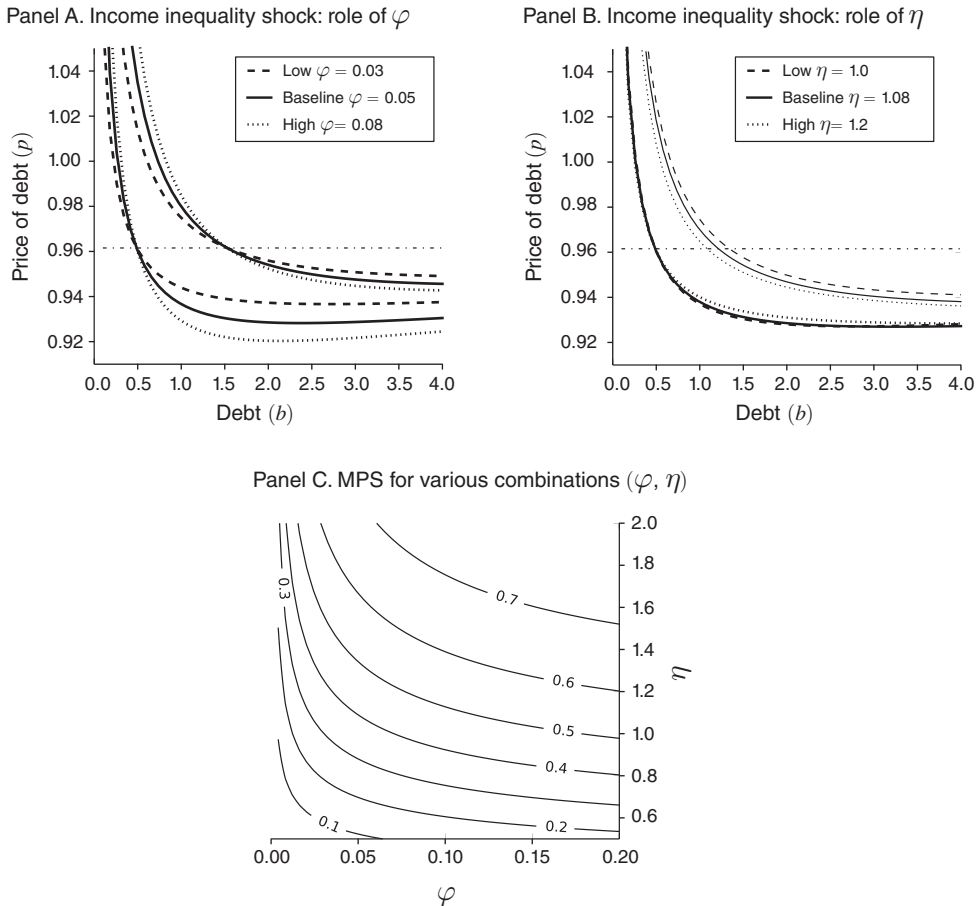 Panel A. Income inequality shock: role of φ
1.04
1.02
1.00
0.98
0.96
0.94
0.92
Price of debt (p)
Low φ = 0.03
Baseline φ = 0.05
High φ= 0.08
0.0 0.5 1.0 1.5 2.0 2.5 3.0 3.5 4.0
Debt (b)
Panel B. Income inequality shock: role of η
1.04
1.02
1.00
0.98
0.96
0.94
0.92
Price of debt (p)
Low η = 1.0
Baseline η = 1.08
High η= 1.2
0.0 0.5 1.0 1.5 2.0 2.5 3.0 3.5 4.0
Debt (b)
Panel C. MPS for various combinations (φ, η)
2.0
1.8
1.6
1.4
1.2
1.0
0.8
0.6
η
0.3
0.7
0.6
0.5
0.4
0.2
0.1
0.00 0.05 0.10 0.15 0.20
φ